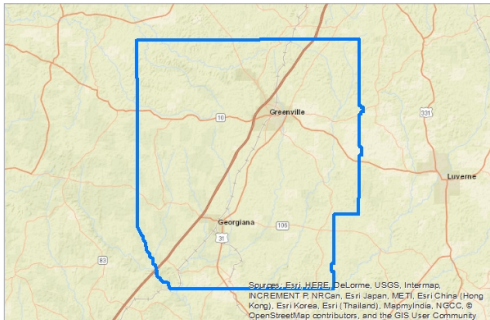 Greenville
10
331
Luverne
Georgiana
106
31
83
Sources: Esri, HERE, DeLorme, USGS, Intermap,
INCREMENT P, NRCan, Esri Japan, METI, Esri China (Hong
Kong), Esri Korea, Esri (Thailand), MapmyIndia, NGCC, ©
OpenStreetMap contributors, and the GIS User Community